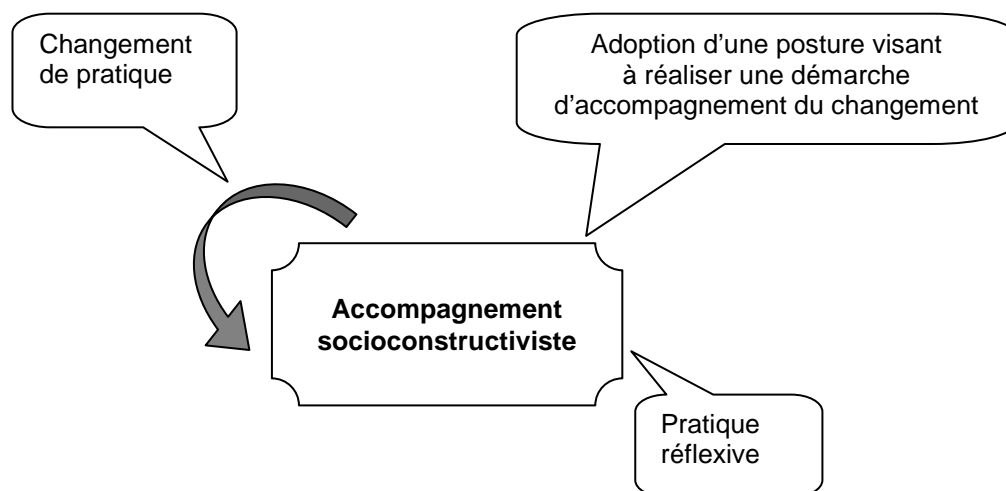 Changement
de pratique
Adoption d’une posture visant
à réaliser une démarche
d’accompagnement du changement
Accompagnement
socioconstructiviste
Pratique
réflexive